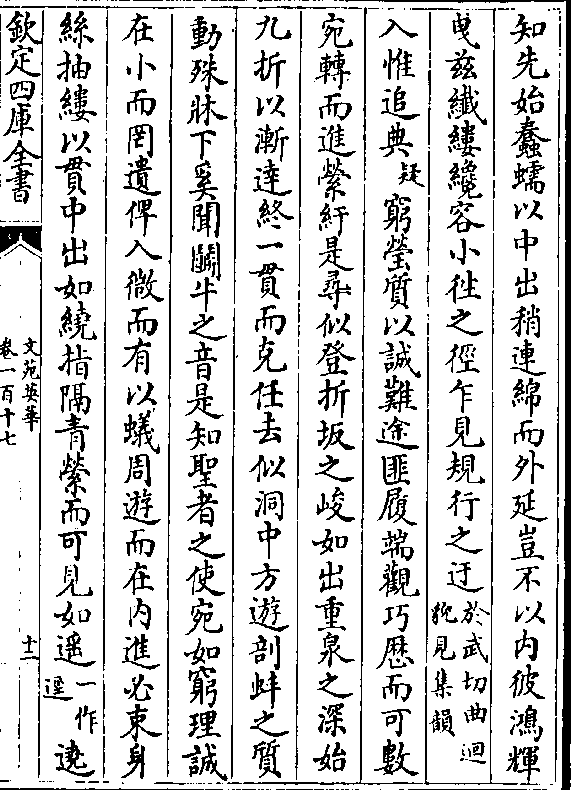 知先始蠢蠕以中出稍連綿而外延豈不以内彼鴻輝
曵兹纖縷纔容小徃之徑乍見規行之迂於武切曲迴貌見集韻
入惟追典疑窮瑩質以誠難途匪履端觀巧歴而可數
宛轉而進縈紆是尋似登折坂之峻如出重泉之深始
九折以漸逹終一貫而克任去似洞中方遊剖蚌之質
動殊牀下奚聞鬬牛之音是知聖者之使宛如窮理誠
在小而罔遺俾入微而有以蟻周遊而在内進必束身
絲抽縷以貫中出如繞指隔青縈而可見如遥一作逕遶
欽定四庫全書
文苑英華
卷一百十七
十二